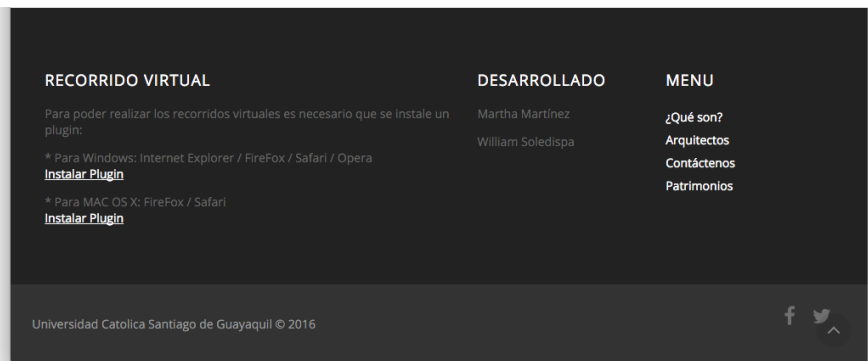 RECORRIDO VIRTUAL
Para poder realizar los recorridos virtuales es necesario que se instale un
plugin:
* Para Windows: Internet Explorer / FireFox / Safari / Opera
Instalar Plugin
* Para MAC OS X: FireFox / Safari
Instalar Plugin
DESARROLLADO
Martha Martínez
William Soledispa
MENU
¿Qué son?
Arquitectos
Contáctenos
Patrimonios
Universidad Catolica Santiago de Guayaquil © 2016